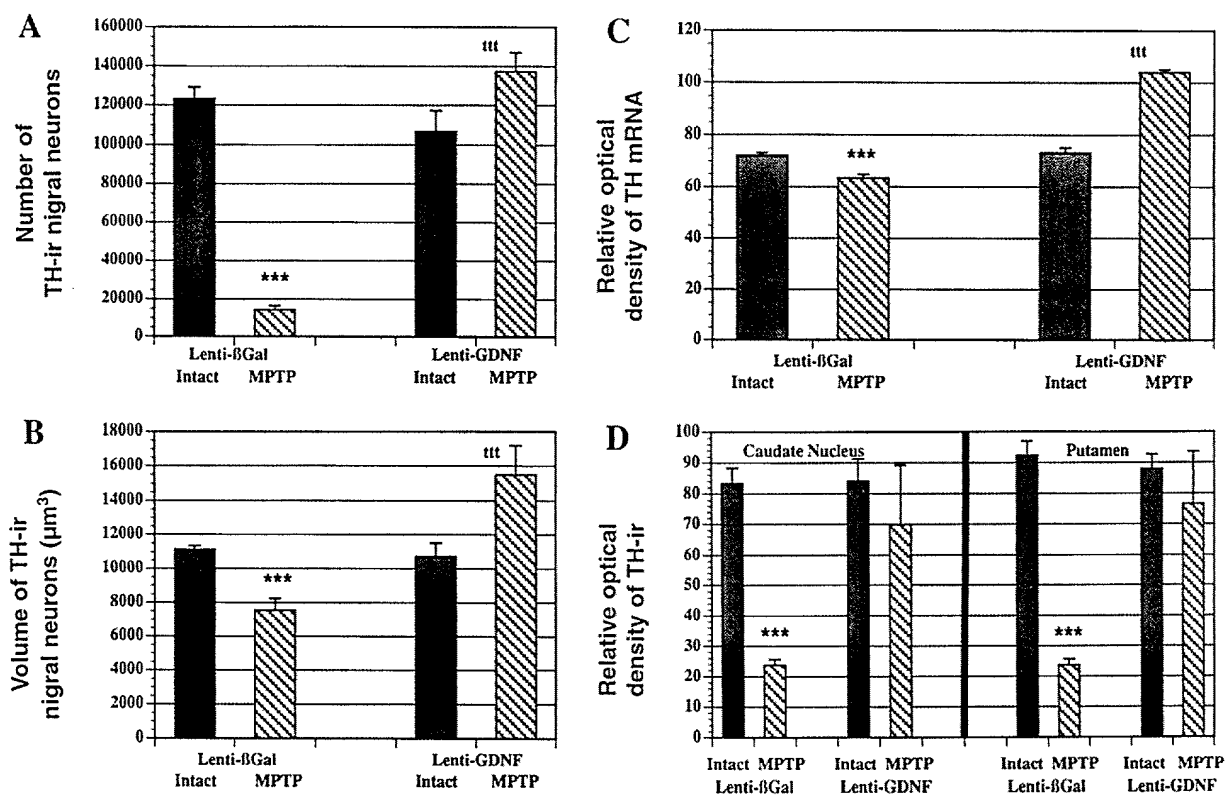 A
Number of
TH-ir nigral neurons
160000
140000
120000
100000
80000
60000
40000
20000
0
***
ttt
Lenti-ßGal
Lenti-GDNF
Intact
MPTP
Intact
MPTP
C
Relative optical
density of TH mRNA
120
100
80
60
40
20
0
***
ttt
Lenti-ßGal
Lenti-GDNF
Intact
MPTP
Intact
MPTP
B
Volume of TH-ir
nigral neurons (µm³)
18000
16000
14000
12000
10000
8000
6000
4000
2000
0
***
ttt
Lenti-ßGal
Lenti-GDNF
Intact
MPTP
Intact
MPTP
D
Relative optical
density of TH-ir
100
90
80
70
60
50
40
30
20
10
0
Caudate Nucleus
Putamen
***
***
Intact MPTP
Intact MPTP
Intact MPTP
Intact MPTP
Lenti-ßGal
Lenti-GDNF
Lenti-ßGal
Lenti-GDNF